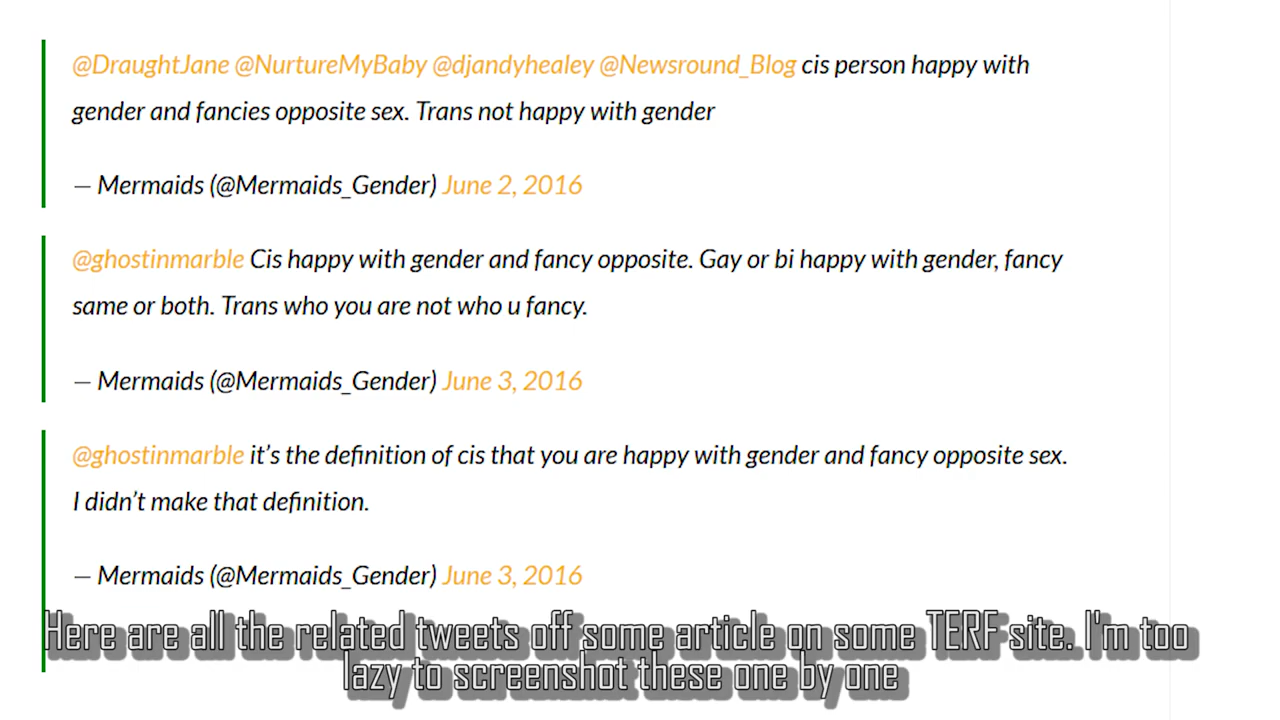 @DraughtJane @NurtureMyBaby @djandyhealey @Newsround_Blog cis person happy with
gender and fancies opposite sex. Trans not happy with gender
— Mermaids (@Mermaids_Gender) June 2, 2016
@ghostinmarble Cis happy with gender and fancy opposite. Gay or bi happy with gender, fancy
same or both. Trans who you are not who u fancy.
— Mermaids (@Mermaids_Gender) June 3, 2016
@ghostinmarble it’s the definition of cis that you are happy with gender and fancy opposite sex.
I didn’t make that definition.
— Mermaids (@Mermaids_Gender) June 3, 2016
Here are all the related tweets off some article on some TERF site. I'm too
lazy to screenshot these one by one